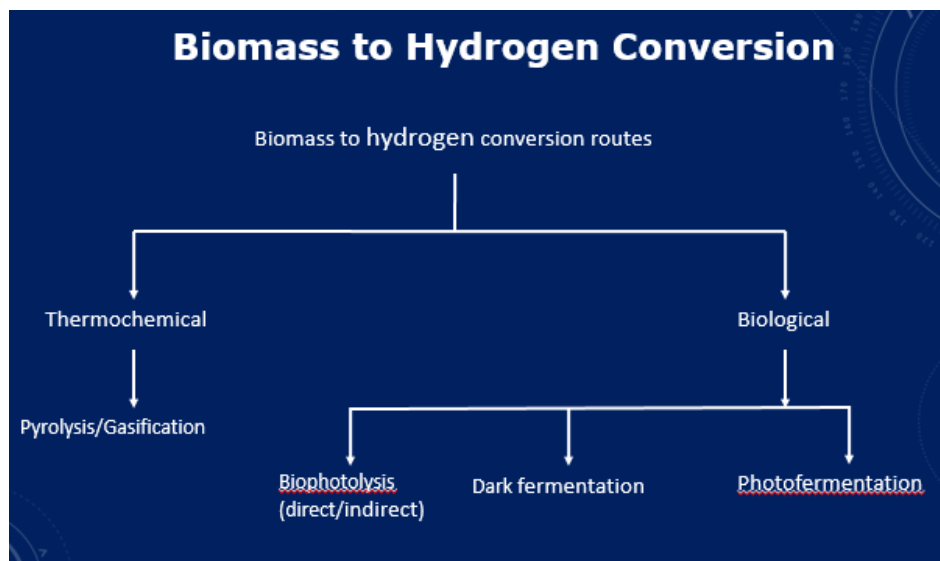 Biomass to Hydrogen Conversion
Biomass to hydrogen conversion routes
Thermochemical
Biological
Pyrolysis/Gasification
Biophotolysis
(direct/indirect)
Dark fermentation
Photofermentation